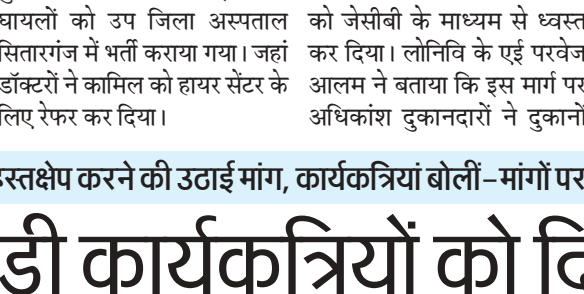 घायलों को उप जिला अस्पताल
सितारगंज में भर्ती कराया गया। जहां
डॉक्टरों ने कामिल को हायर सेंटर के
लिए रेफर कर दिया।
को जेसीबी के माध्यम से ध्वस्त
कर दिया। लोनिवि के एई परवेज
आलम ने बताया कि इस मार्ग पर
अधिकांश दुकानदारों ने दुकानों
हस्तक्षेप करने की उठाई मांग, कार्यकत्रियां बोलीं-मांगों पर
डी कार्यकत्रियों को दि